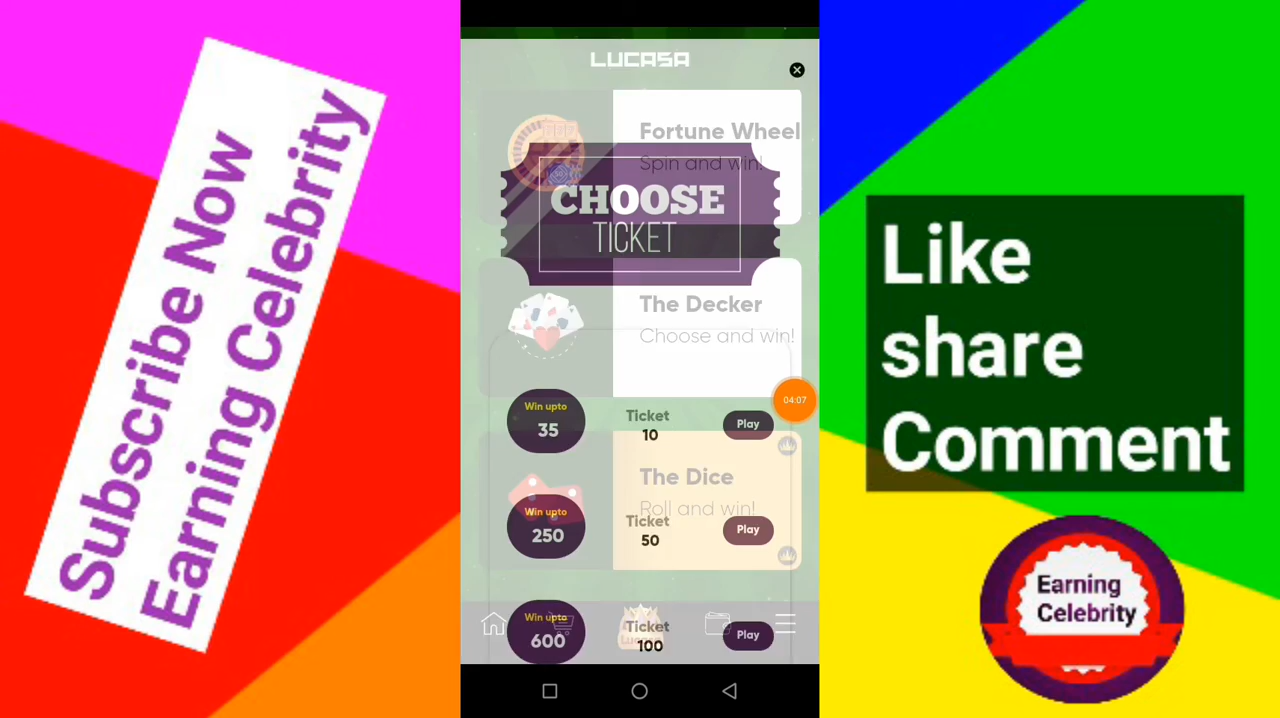 Subscribe Now
Earning Celebrity
LUCASA
Fortune Wheel
Spin and win!
CHOOSE
TICKET
The Decker
Choose and win!
Win upto
35
Ticket
10
Play
04:07
The Dice
Roll and win!
Win upto
250
Ticket
50
Play
Win upto
600
Ticket
100
Play
Like
share
Comment
Earning
Celebrity